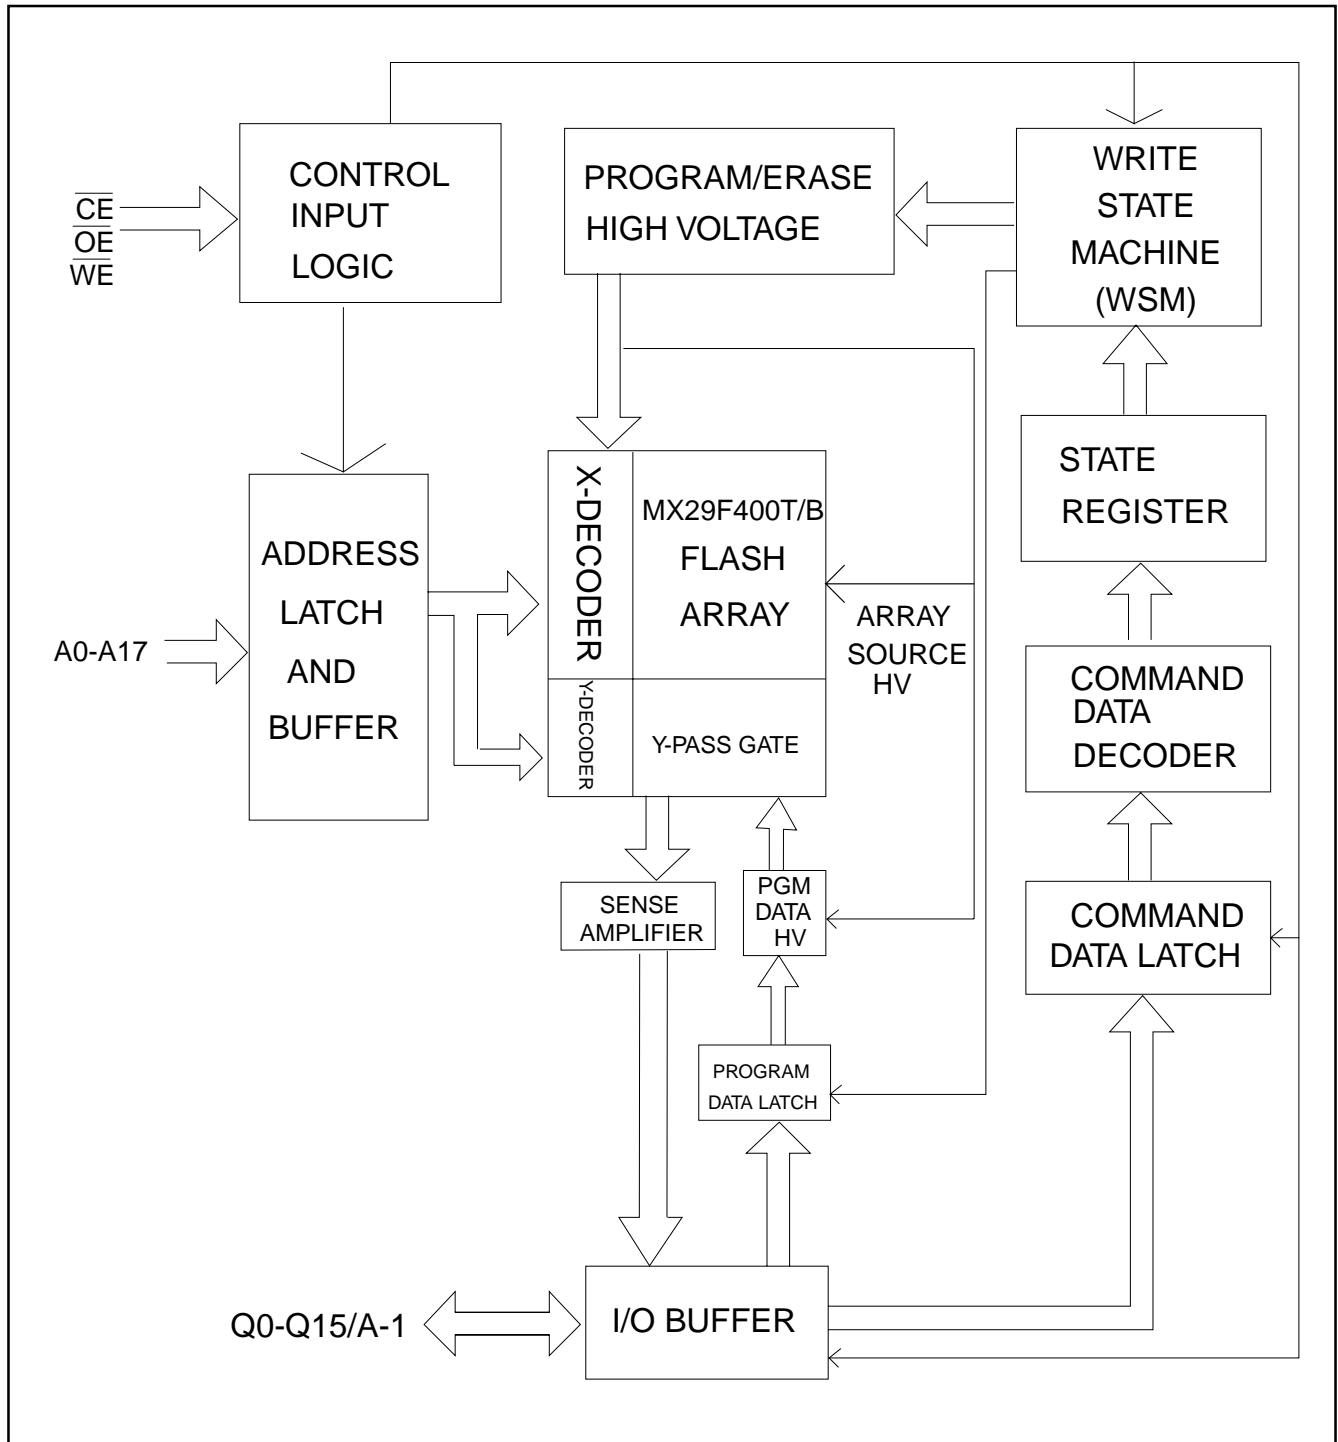 CONTROL
INPUT
LOGIC
CE
OE
WE
PROGRAM/ERASE
HIGH VOLTAGE
WRITE
STATE
MACHINE
(WSM)
STATE
REGISTER
ADDRESS
LATCH
AND
BUFFER
A0-A17
X-DECODER
MX29F400T/B
FLASH
ARRAY
ARRAY
SOURCE
HV
Y-DECODER
Y-PASS GATE
COMMAND
DATA
DECODER
SENSE
AMPLIFIER
PGM
DATA
HV
COMMAND
DATA LATCH
PROGRAM
DATA LATCH
Q0-Q15/A-1
I/O BUFFER